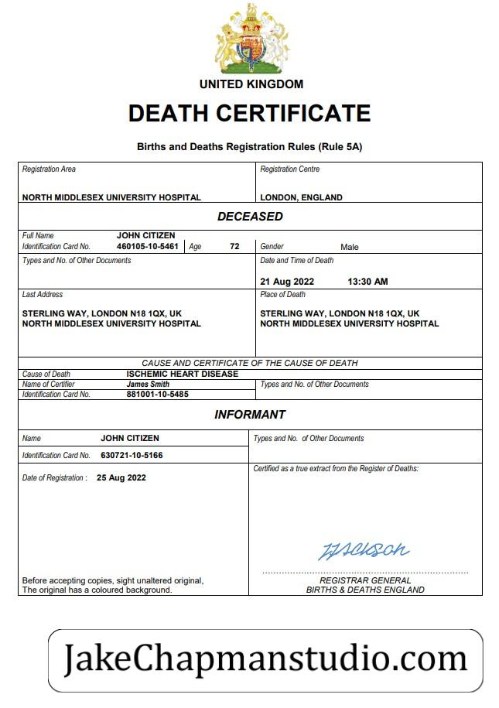 UNITED KINGDOM
DEATH CERTIFICATE
Births and Deaths Registration Rules (Rule 5A)
Registration Area
Registration Centre
NORTH MIDDLESEX UNIVERSITY HOSPITAL
LONDON, ENGLAND
DECEASED
Full Name JOHN CITIZEN
Identification Card No. 460105-10-5461 Age 72 Gender Male
Types and No. of Other Documents
Date and Time of Death
21 Aug 2022 13:30 AM
Last Address
Place of Death
STERLING WAY, LONDON N18 1QX, UK
NORTH MIDDLESEX UNIVERSITY HOSPITAL
STERLING WAY, LONDON N18 1QX, UK
NORTH MIDDLESEX UNIVERSITY HOSPITAL
CAUSE AND CERTIFICATE OF THE CAUSE OF DEATH
Cause of Death ISCHEMIC HEART DISEASE
Name of Certifier James Smith Types and No. of Other Documents
Identification Card No. 881001-10-5485
INFORMANT
Name JOHN CITIZEN
Types and No. of Other Documents
Identification Card No. 630721-10-5166
Certified as a true extract from the Register of Deaths:
Date of Registration : 25 Aug 2022
Before accepting copies, sight unaltered original,
The original has a coloured background.
REGISTRAR GENERAL
BIRTHS & DEATHS ENGLAND
JakeChapmanstudio.com